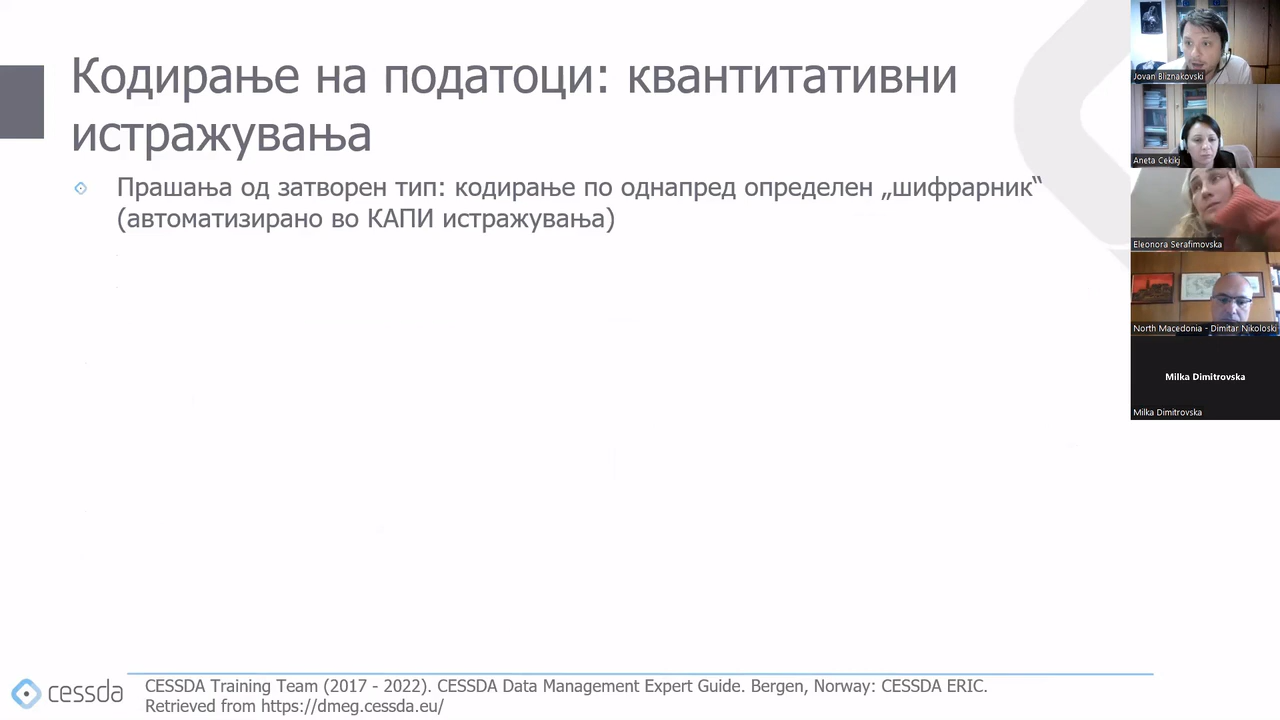 Кодирање на податоци: квантитативни
истражувања
Прашања од затворен тип: кодирање по однапред определен „шифрарник“
(автоматизирано во КАПИ истражувања)
Jovan Bliznakovski
Aneta Cekikj
Eleonora Serafimovska
North Macedonia - Dimitar Nikoloski
Milka Dimitrovska
Milka Dimitrovska
cessda
CESSDA Training Team (2017 - 2022). CESSDA Data Management Expert Guide. Bergen, Norway: CESSDA ERIC.
Retrieved from https://dmeg.cessda.eu/